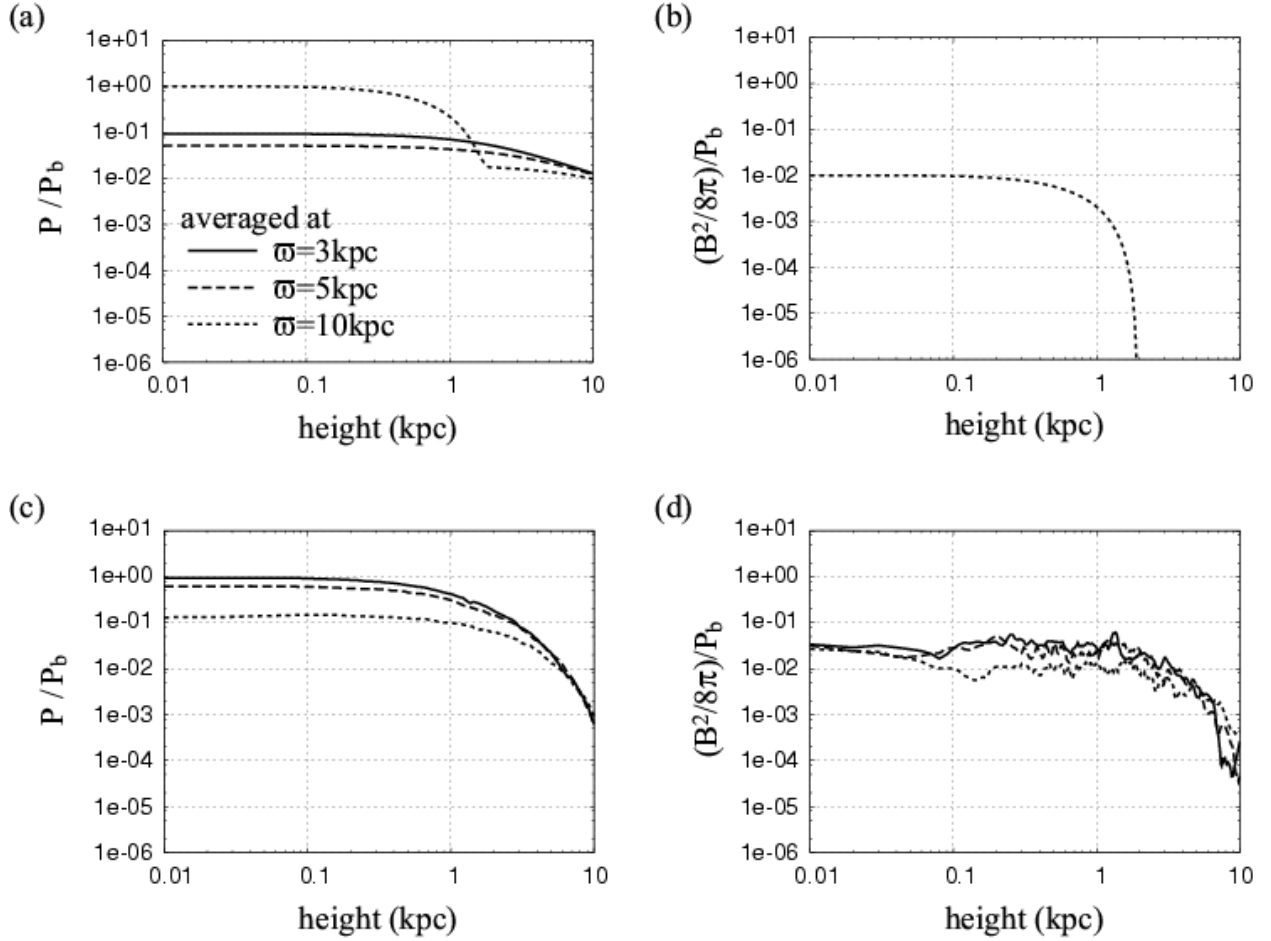 (a)
P / P_b
1e+01
1e+00
1e-01
1e-02
1e-03
1e-04
1e-05
1e-06
averaged at
ϖ=3kpc
ϖ=5kpc
ϖ=10kpc
0.01 0.1 1 10
height (kpc)
(b)
(B²/8π)/P_b
1e+01
1e+00
1e-01
1e-02
1e-03
1e-04
1e-05
1e-06
0.01 0.1 1 10
height (kpc)
(c)
P / P_b
1e+01
1e+00
1e-01
1e-02
1e-03
1e-04
1e-05
1e-06
0.01 0.1 1 10
height (kpc)
(d)
(B²/8π)/P_b
1e+01
1e+00
1e-01
1e-02
1e-03
1e-04
1e-05
1e-06
0.01 0.1 1 10
height (kpc)